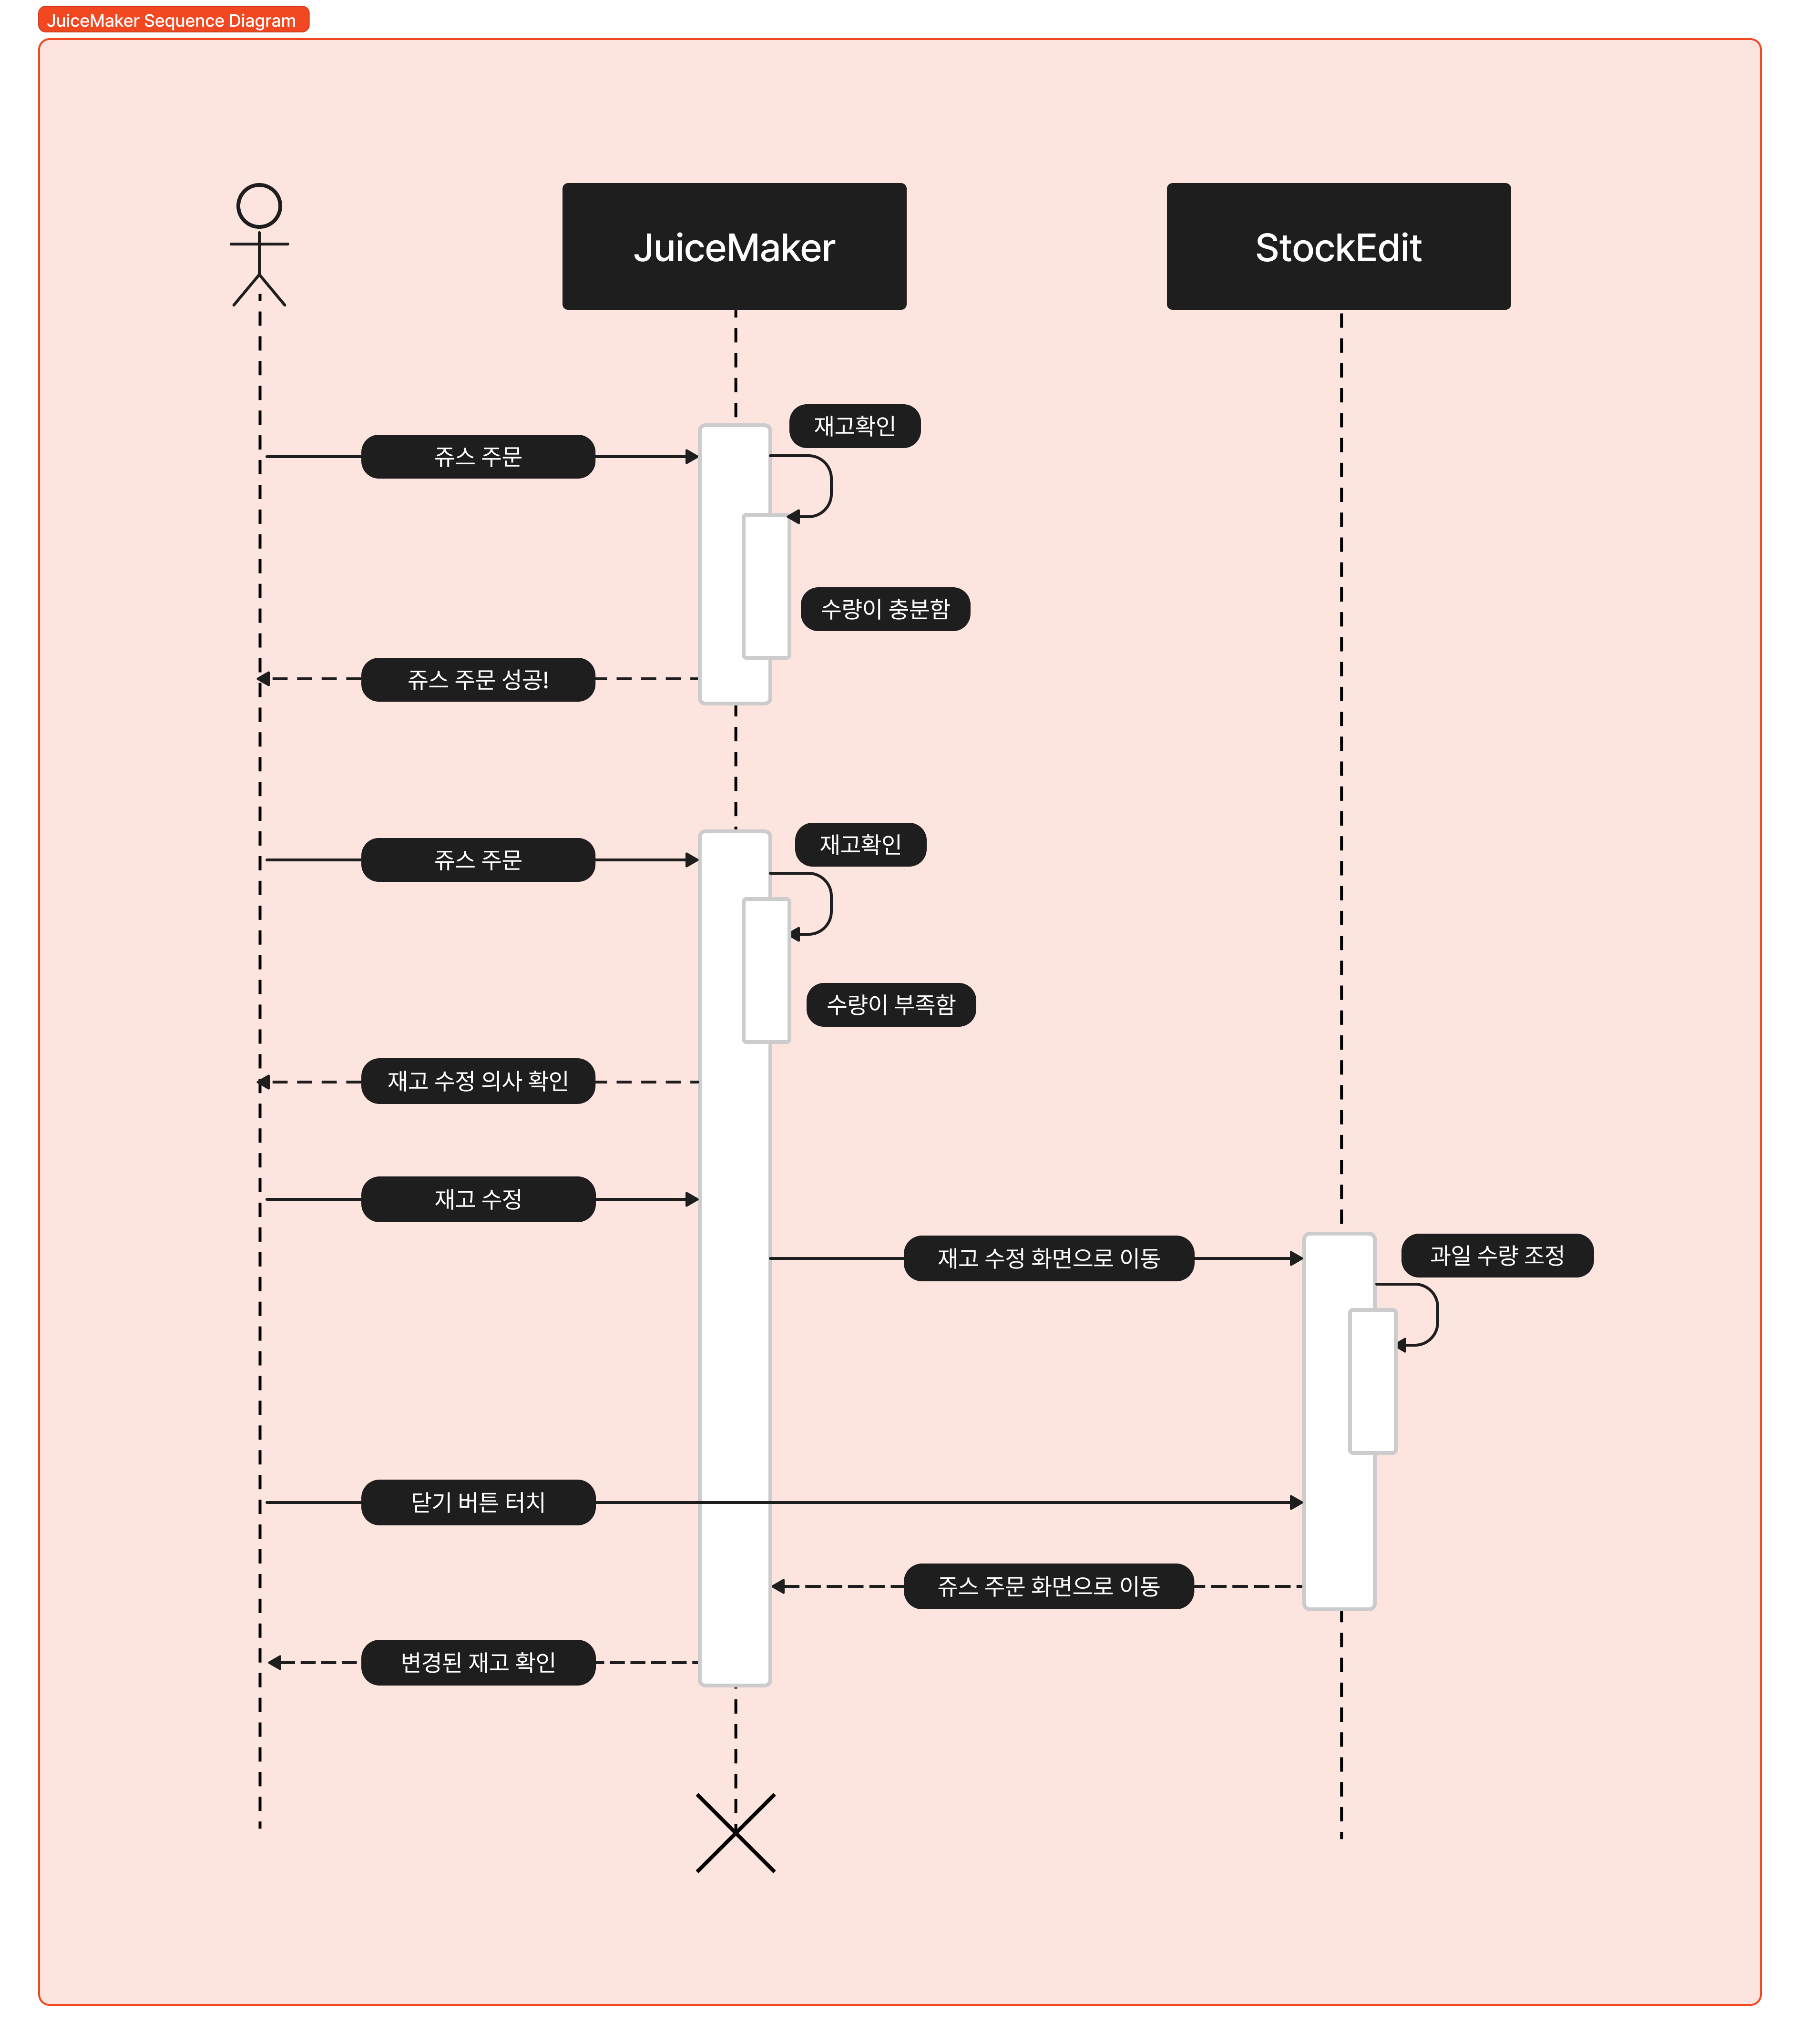 JuiceMaker Sequence Diagram
JuiceMaker
StockEdit
재고확인
쥬스 주문
수량이 충분함
쥬스 주문 성공!
재고확인
쥬스 주문
수량이 부족함
재고 수정 의사 확인
재고 수정
재고 수정 화면으로 이동
과일 수량 조정
닫기 버튼 터치
쥬스 주문 화면으로 이동
변경된 재고 확인